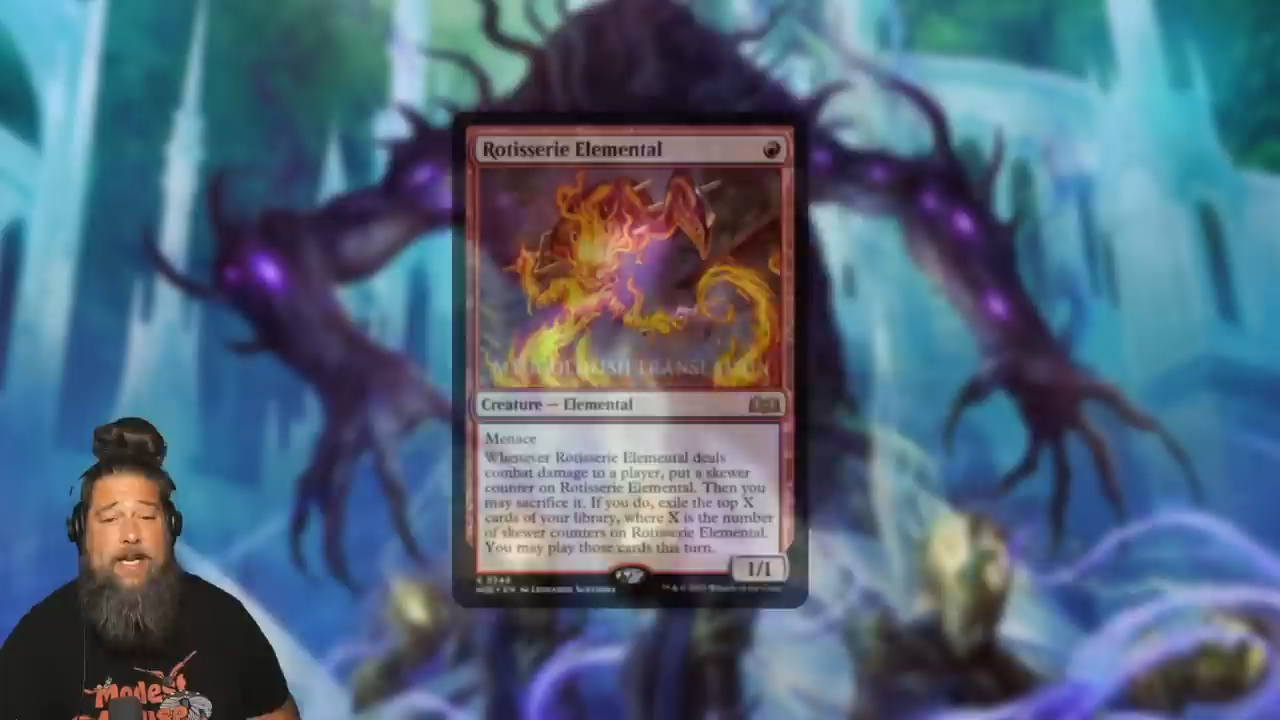 Rotisserie Elemental
Creature — Elemental
Menace
Whenever Rotisserie Elemental deals
combat damage to a player, put a skewer
counter on Rotisserie Elemental. Then you
may sacrifice it. If you do, exile the top X
cards of your library, where X is the number
of skewer counters on Rotisserie Elemental.
You may play those cards this turn.
1/1
Modest
Mouse